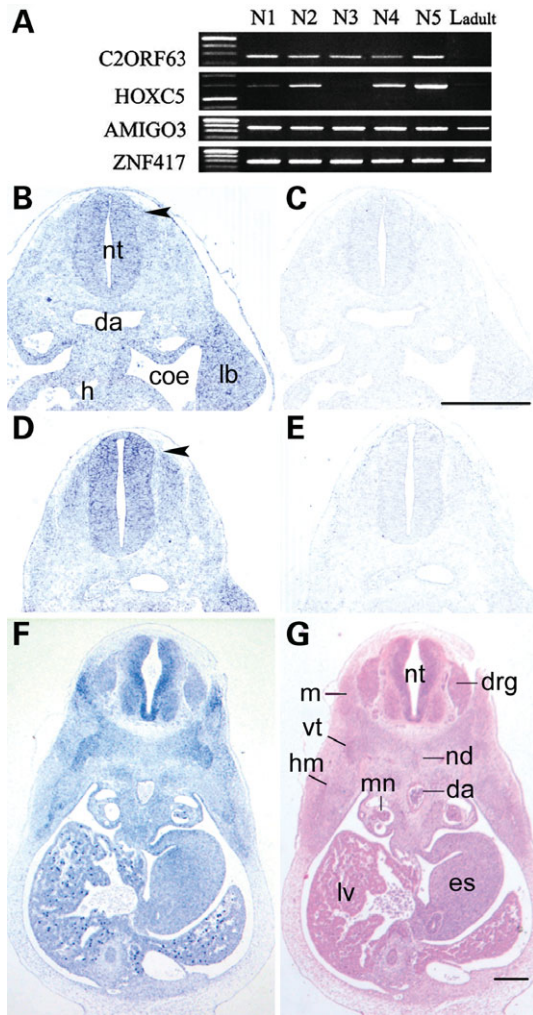 A
N1 N2 N3 N4 N5 Ladult
C2ORF63
HOXC5
AMIGO3
ZNF417
B
nt
da
coe
h
lb
C
D
E
F
G
nt
drg
m
vt
nd
hm
mn
da
lv
es